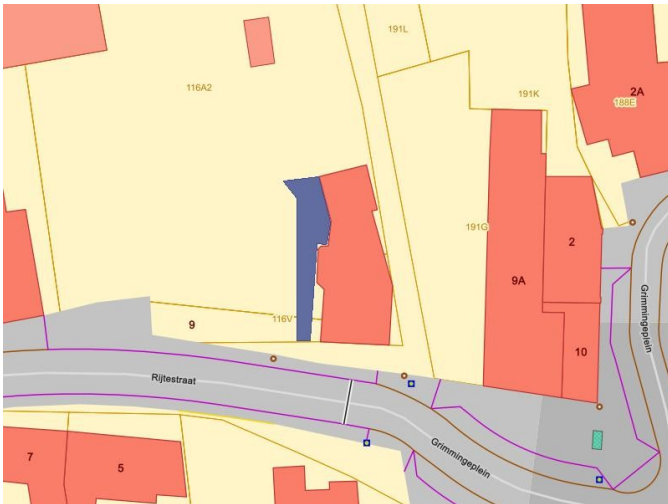 191L
116A2
191K
2A
188E
191G
2
9A
Grimmingeplein
116V
9
10
Rijtestraat
Grimmingeplein
7
5